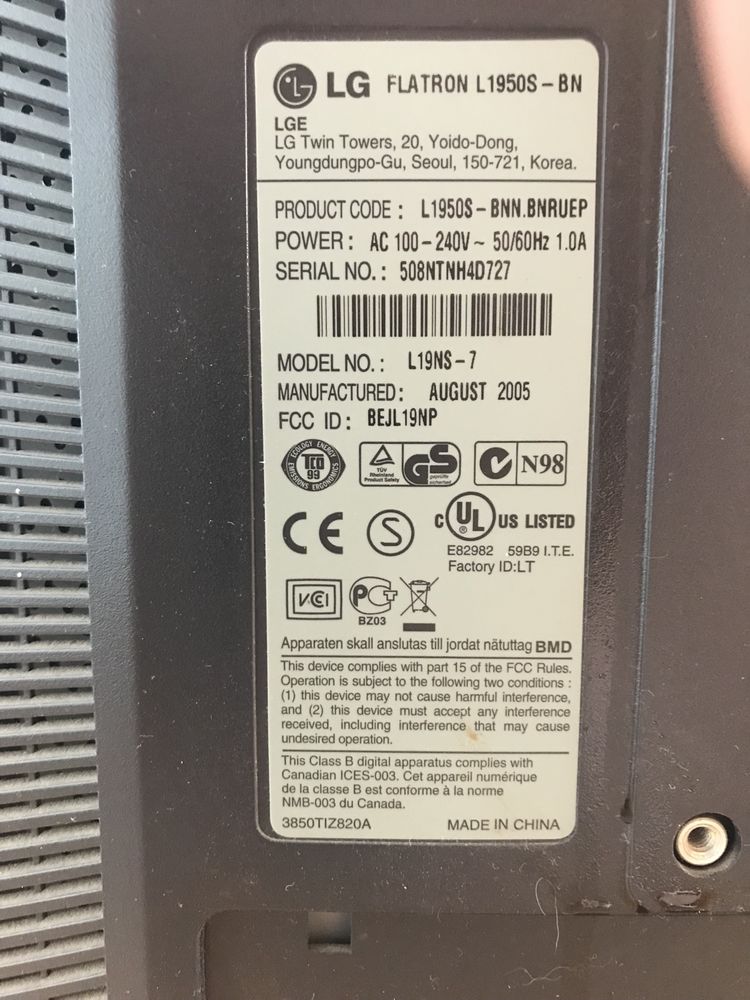 LG FLATRON L1950S-BN
LGE
LG Twin Towers, 20, Yoido-Dong,
Youngdungpo-Gu, Seoul, 150-721, Korea.
PRODUCT CODE : L1950S-BNN.BNRUEP
POWER : AC 100-240V~ 50/60Hz 1.0A
SERIAL NO. : 508NTNH4D727
MODEL NO. : L19NS-7
MANUFACTURED : AUGUST 2005
FCC ID : BEJL19NP
ECOLOGY ENERGY
TCO
99
EMISSIONS ERGONOMICS
TÜV
Rheinland
Product Safety
GS
geprüfte
sicherheit
N98
CE S C UL US LISTED
E82982 59B9 I.T.E.
Factory ID:LT
VCCI PCT
BZ03
Apparaten skall anslutas till jordat nätuttag BMD
This device complies with part 15 of the FCC Rules.
Operation is subject to the following two conditions :
(1) this device may not cause harmful interference,
and (2) this device must accept any interference
received, including interference that may cause
undesired operation.
This Class B digital apparatus complies with
Canadian ICES-003. Cet appareil numérique
de la classe B est conforme à la norme
NMB-003 du Canada.
3850TIZ820A MADE IN CHINA